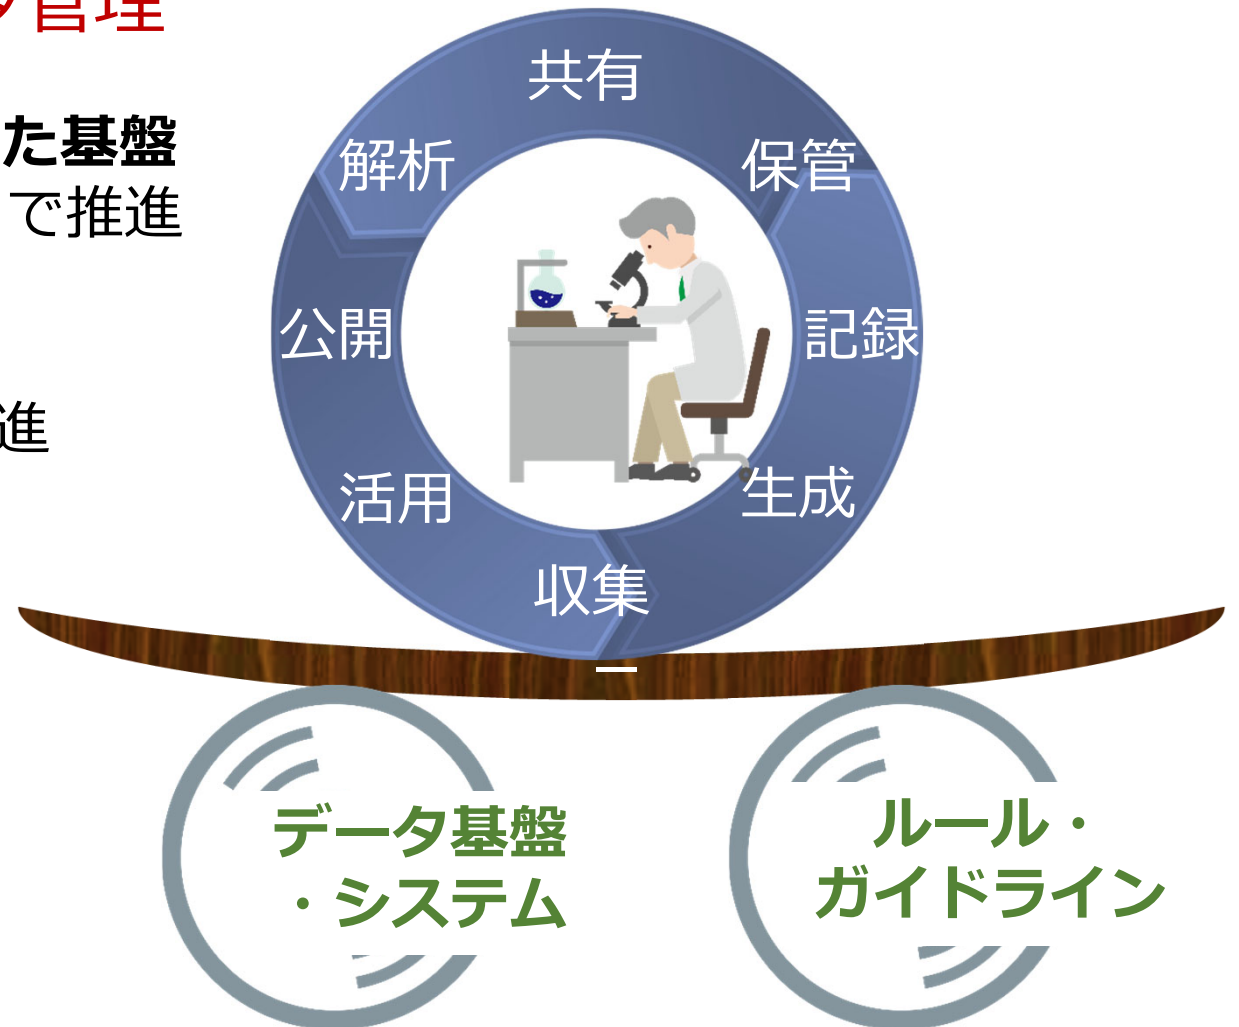 管理
た基盤
で推進
進
共有
解析
保管
公開
記録
活用
生成
収集
データ基盤
・システム
ルール・
ガイドライン